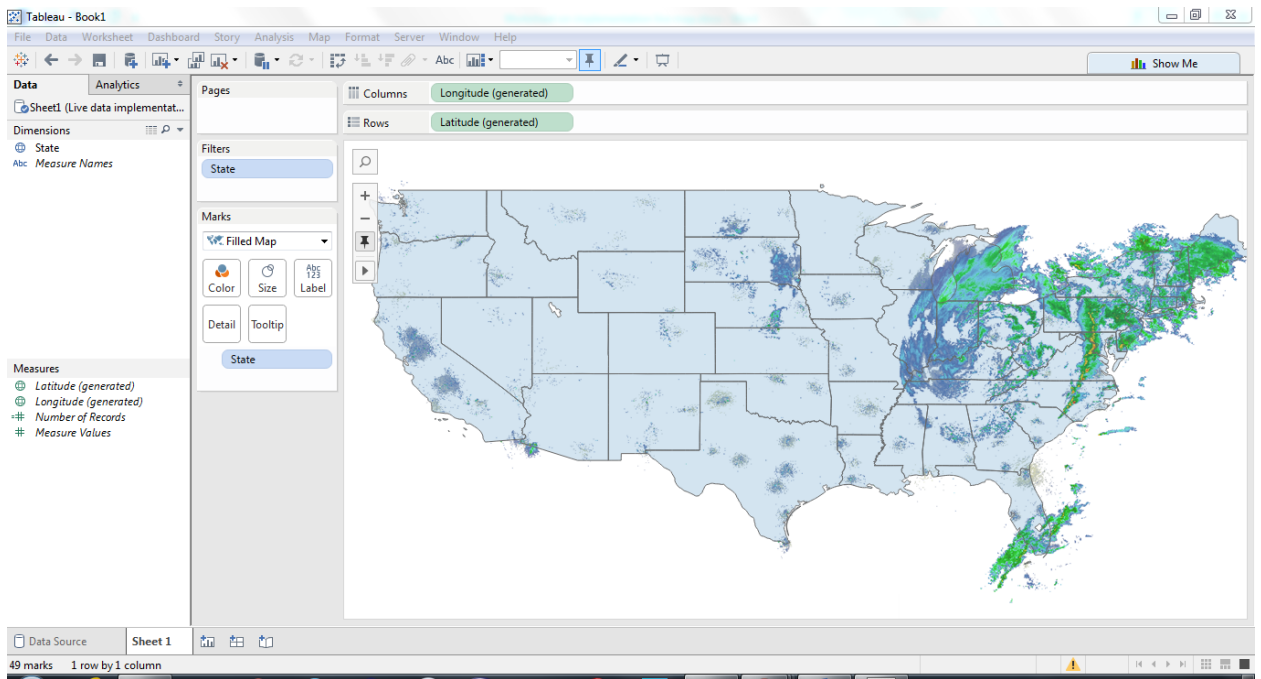 Tableau - Book1
File Data Worksheet Dashboard Story Analysis Map Format Server Window Help
Abc
Show Me
Data Analytics
Sheet1 (Live data implementat...
Dimensions
State
Abc Measure Names
Measures
Latitude (generated)
Longitude (generated)
Number of Records
Measure Values
Pages
Filters
State
Marks
Filled Map
Color Size Abc 123 Label
Detail Tooltip
State
Columns Longitude (generated)
Rows Latitude (generated)
Data Source Sheet 1
49 marks 1 row by 1 column